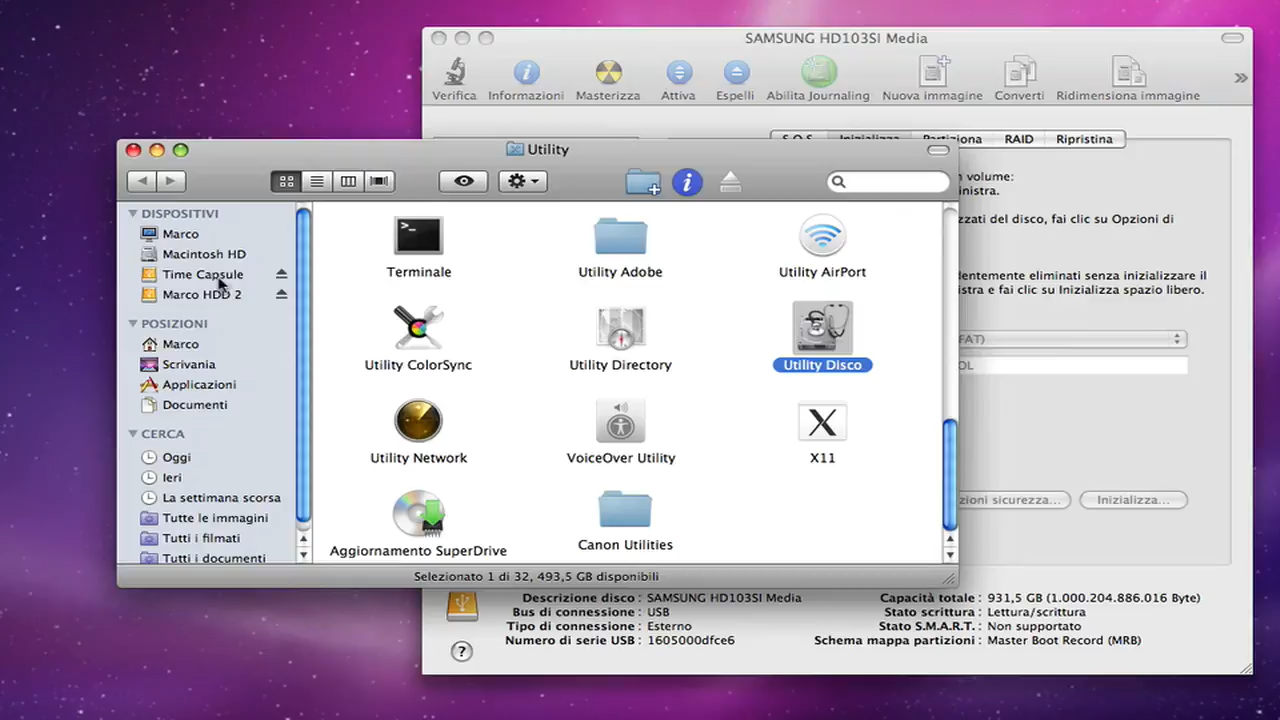 SAMSUNG HD103SI Media
Verifica
Informazioni
Masterizza
Attiva
Espelli
Abilita Journaling
Nuova immagine
Converti
Ridimensiona immagine
S.O.S.
Inizializza
Partiziona
RAID
Ripristina
Utility
DISPOSITIVI
Marco
Macintosh HD
Time Capsule
Marco HDD 2
POSIZIONI
Marco
Scrivania
Applicazioni
Documenti
CERCA
Oggi
Ieri
La settimana scorsa
Tutte le immagini
Tutti i filmati
Tutti i documenti
Terminale
Utility Adobe
Utility AirPort
Utility ColorSync
Utility Directory
Utility Disco
Utility Network
VoiceOver Utility
X11
Aggiornamento SuperDrive
Canon Utilities
Selezionato 1 di 32, 493,5 GB disponibili
volume:
inistra.
zzati del disco, fai clic su Opzioni di
dentemente eliminati senza inizializzare il
istra e fai clic su Inizializza spazio libero.
FAT)
OL
zioni sicurezza...
Inizializza...
Descrizione disco : SAMSUNG HD103SI Media
Bus di connessione : USB
Tipo di connessione : Esterno
Numero di serie USB : 1605000dfce6
Capacità totale : 931,5 GB (1.000.204.886.016 Byte)
Stato scrittura : Lettura/scrittura
Stato S.M.A.R.T. : Non supportato
Schema mappa partizioni : Master Boot Record (MRB)
?